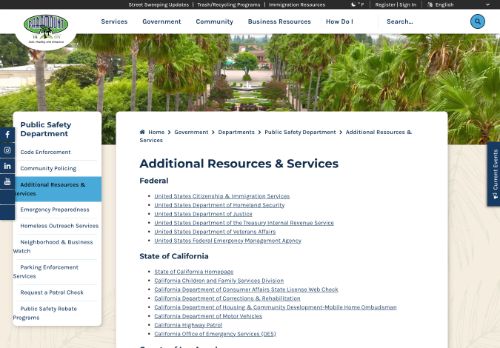 Street Sweeping Updates | Trash/Recycling Programs | Immigration Resources
° F Register | Sign In English
PARAMOUNT
Services Government Community Business Resources How Do I Search...
Public Safety
Department
Code Enforcement
Community Policing
Additional Resources &
Services
Emergency Preparedness
Homeless Outreach Services
Neighborhood & Business
Watch
Parking Enforcement
Services
Request a Patrol Check
Public Safety Rebate
Programs
Home > Government > Departments > Public Safety Department > Additional Resources &
Services
Additional Resources & Services
Federal
United States Citizenship & Immigration Services
United States Department of Homeland Security
United States Department of Justice
United States Department of the Treasury Internal Revenue Service
United States Department of Veterans Affairs
United States Federal Emergency Management Agency
State of California
State of California Homepage
California Children and Family Services Division
California Department of Consumer Affairs State License Web Check
California Department of Corrections & Rehabilitation
California Department of Housing & Community Development-Mobile Home Ombudsman
California Department of Motor Vehicles
California Highway Patrol
California Office of Emergency Services (OES)
Current Events